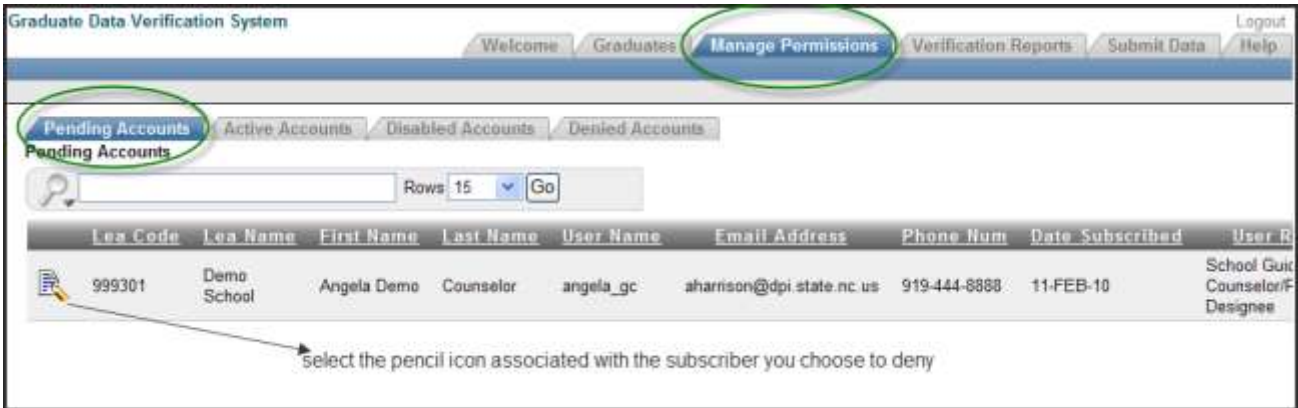 Graduate Data Verification System
Logout
Welcome Graduates Manage Permissions Verification Reports Submit Data Help
Pending Accounts Active Accounts Disabled Accounts Denied Accounts
Pending Accounts
Rows 15 Go
Lea Code Lea Name First Name Last Name User Name Email Address Phone Num Date Subscribed User R
999301 Demo School Angela Demo Counselor angela_gc aharrison@dpi.state.nc.us 919-444-8888 11-FEB-10 School Guid Counselor/F Designee
select the pencil icon associated with the subscriber you choose to deny